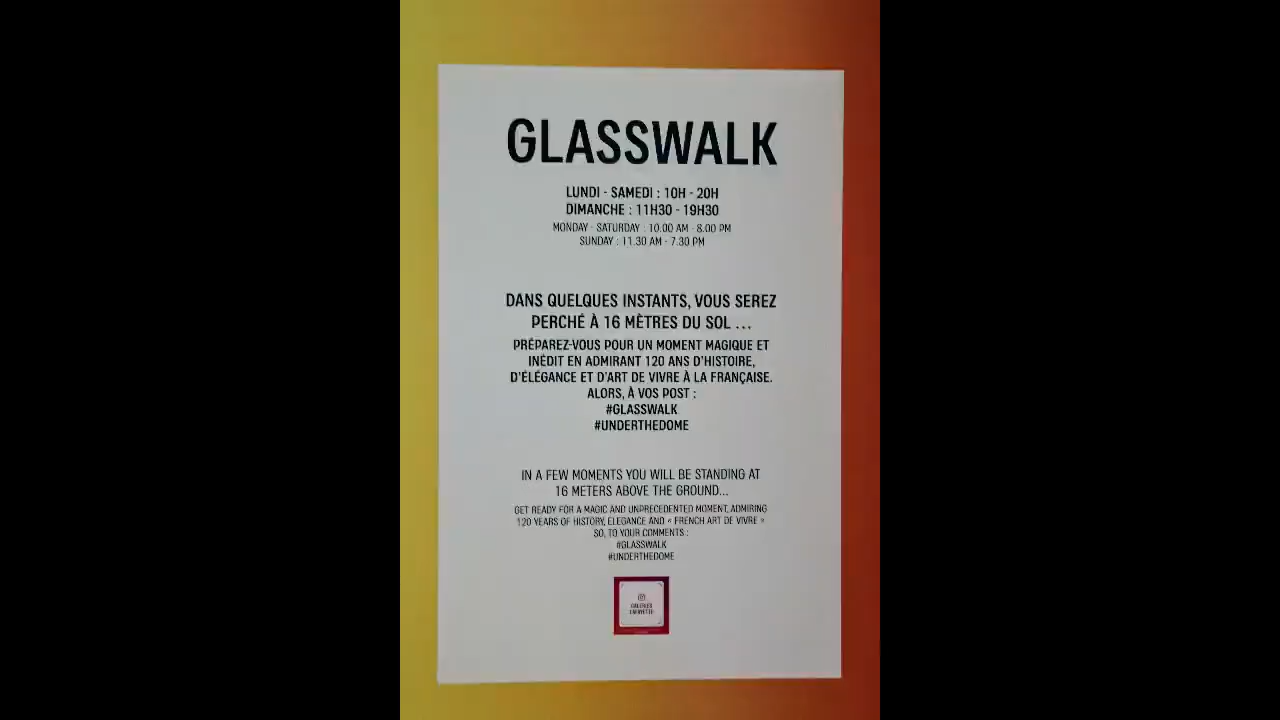 GLASSWALK
LUNDI - SAMEDI : 10H - 20H
DIMANCHE : 11H30 - 19H30
MONDAY - SATURDAY : 10.00 AM - 8.00 PM
SUNDAY : 11.30 AM - 7.30 PM
DANS QUELQUES INSTANTS, VOUS SEREZ
PERCHÉ À 16 MÈTRES DU SOL ...
PRÉPAREZ-VOUS POUR UN MOMENT MAGIQUE ET
INÉDIT EN ADMIRANT 120 ANS D'HISTOIRE,
D'ÉLÉGANCE ET D'ART DE VIVRE À LA FRANÇAISE.
ALORS, À VOS POST :
#GLASSWALK
#UNDERTHEDOME
IN A FEW MOMENTS YOU WILL BE STANDING AT
16 METERS ABOVE THE GROUND...
GET READY FOR A MAGIC AND UNPRECEDENTED MOMENT, ADMIRING
120 YEARS OF HISTORY, ELEGANCE AND « FRENCH ART DE VIVRE »
SO, TO YOUR COMMENTS :
#GLASSWALK
#UNDERTHEDOME
GALERIES
LAFAYETTE